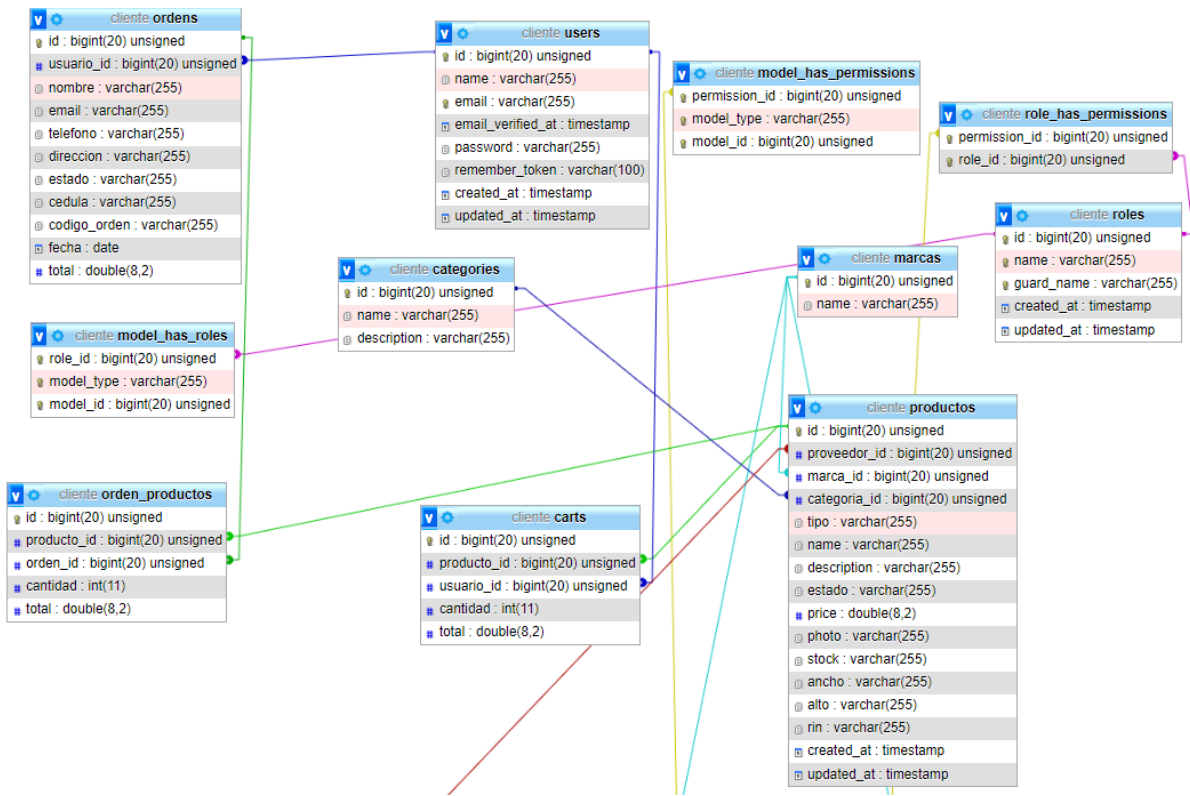 cliente ordens
id : bigint(20) unsigned
usuario_id : bigint(20) unsigned
nombre : varchar(255)
email : varchar(255)
telefono : varchar(255)
direccion : varchar(255)
estado : varchar(255)
cedula : varchar(255)
codigo_orden : varchar(255)
fecha : date
total : double(8,2)
cliente users
id : bigint(20) unsigned
name : varchar(255)
email : varchar(255)
email_verified_at : timestamp
password : varchar(255)
remember_token : varchar(100)
created_at : timestamp
updated_at : timestamp
cliente model_has_permissions
permission_id : bigint(20) unsigned
model_type : varchar(255)
model_id : bigint(20) unsigned
cliente role_has_permissions
permission_id : bigint(20) unsigned
role_id : bigint(20) unsigned
cliente roles
id : bigint(20) unsigned
name : varchar(255)
guard_name : varchar(255)
created_at : timestamp
updated_at : timestamp
cliente categories
id : bigint(20) unsigned
name : varchar(255)
description : varchar(255)
cliente marcas
id : bigint(20) unsigned
name : varchar(255)
cliente model_has_roles
role_id : bigint(20) unsigned
model_type : varchar(255)
model_id : bigint(20) unsigned
cliente productos
id : bigint(20) unsigned
proveedor_id : bigint(20) unsigned
marca_id : bigint(20) unsigned
categoria_id : bigint(20) unsigned
tipo : varchar(255)
name : varchar(255)
description : varchar(255)
estado : varchar(255)
price : double(8,2)
photo : varchar(255)
stock : varchar(255)
ancho : varchar(255)
alto : varchar(255)
rin : varchar(255)
created_at : timestamp
updated_at : timestamp
cliente orden_productos
id : bigint(20) unsigned
producto_id : bigint(20) unsigned
orden_id : bigint(20) unsigned
cantidad : int(11)
total : double(8,2)
cliente carts
id : bigint(20) unsigned
producto_id : bigint(20) unsigned
usuario_id : bigint(20) unsigned
cantidad : int(11)
total : double(8,2)